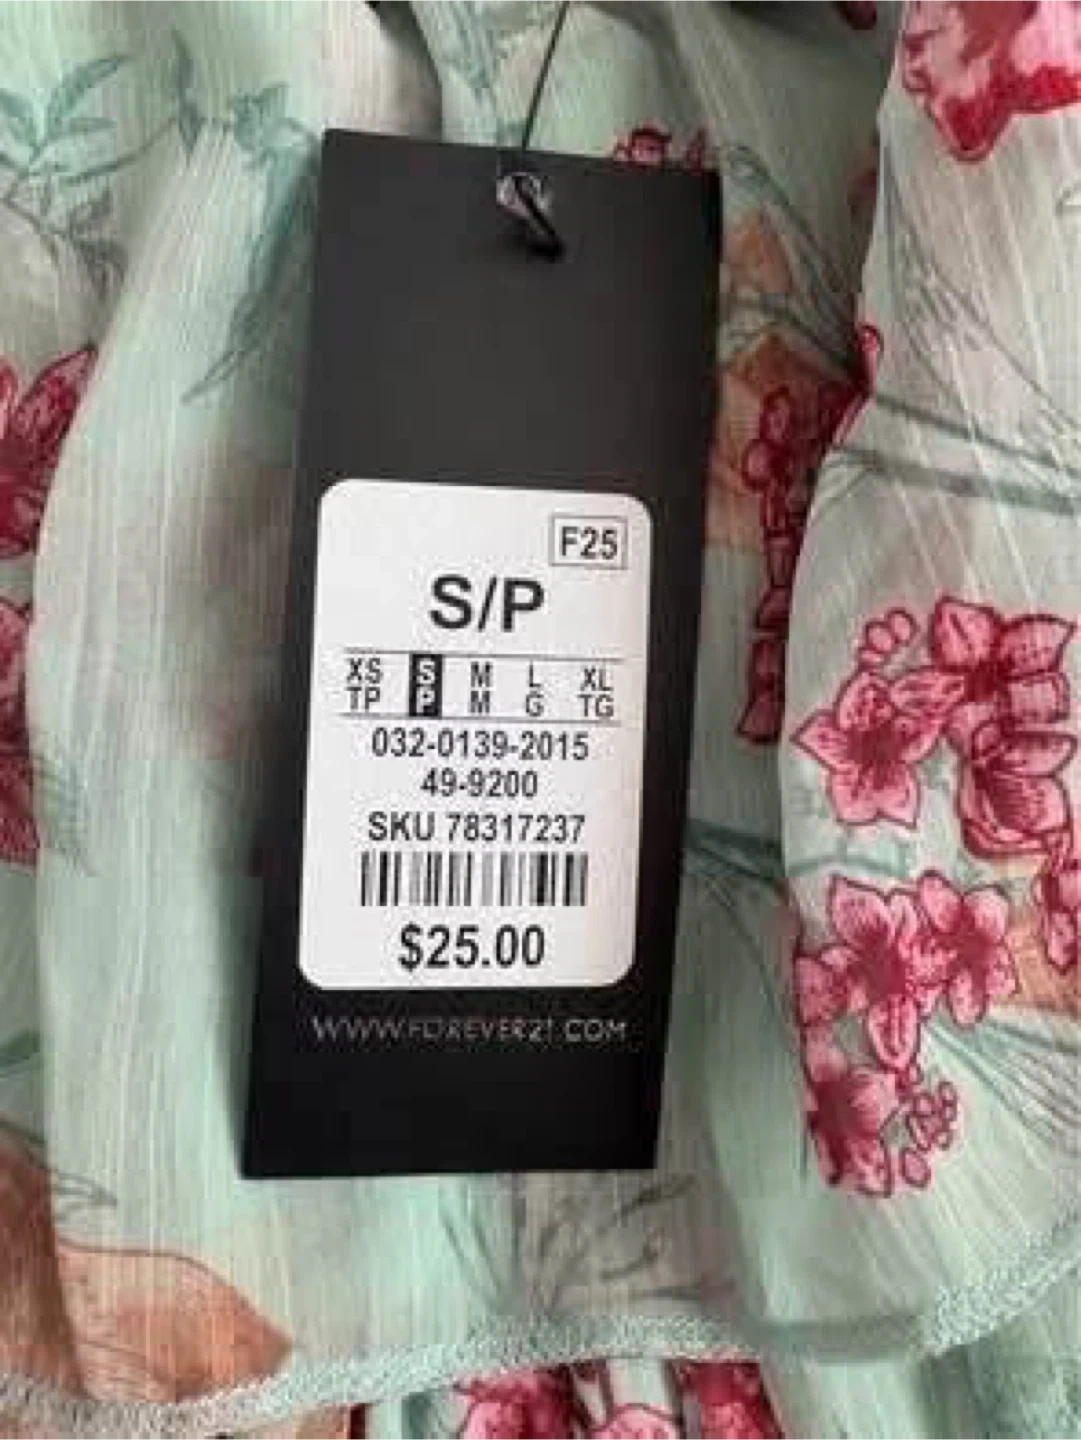 F25
S/P
XS S M L XL
TP P M G TG
032-0139-2015
49-9200
SKU 78317237
$25.00
WWW.FOREVER21.COM